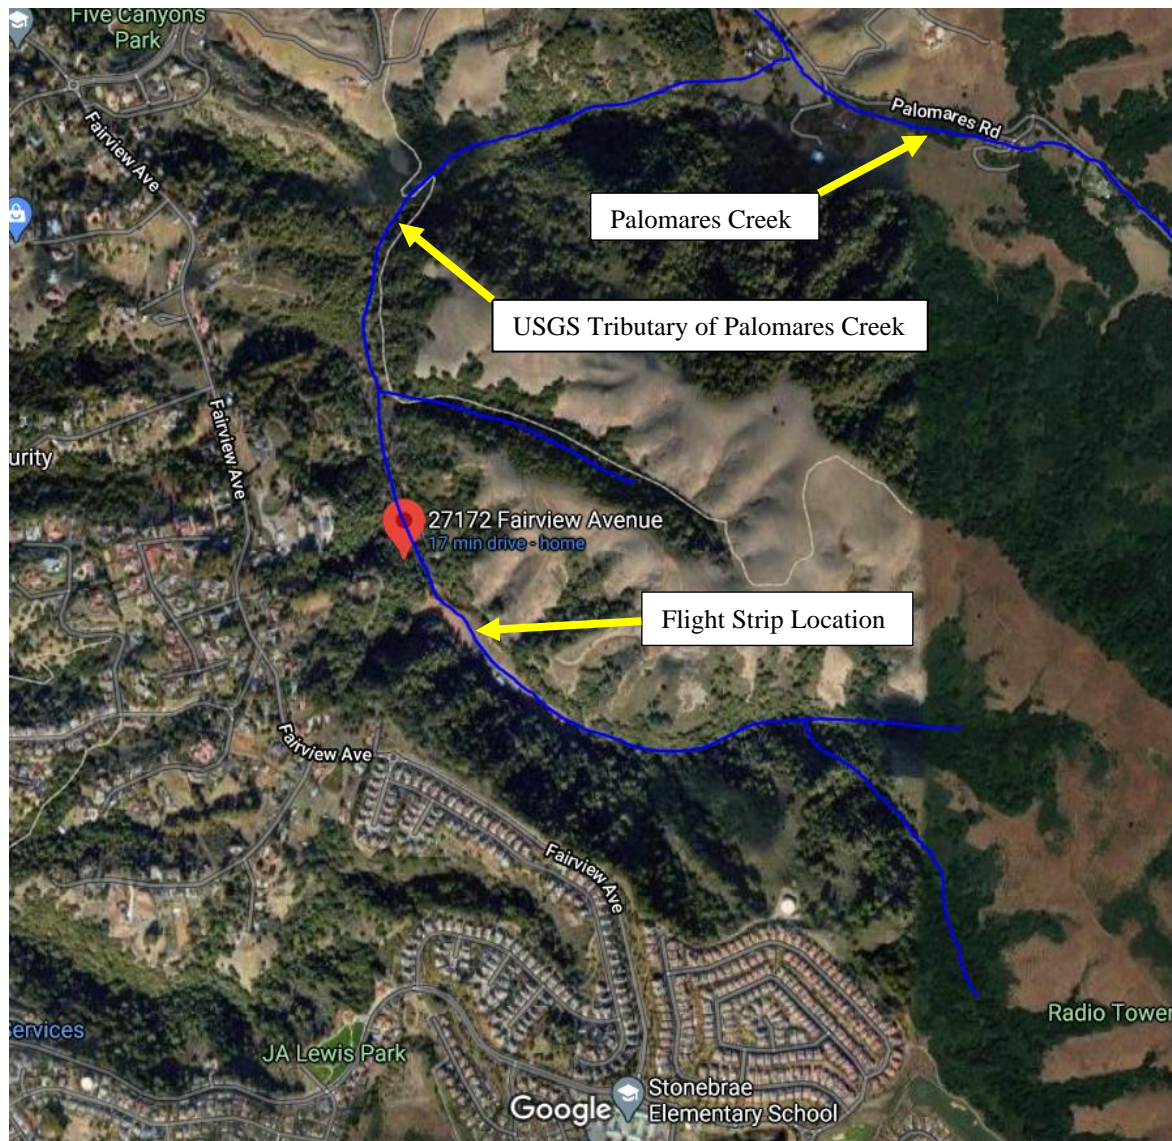 Five Canyons
Park
Fairview Ave
Palomares Rd
Palomares Creek
USGS Tributary of Palomares Creek
Fairview Ave
urity
27172 Fairview Avenue
17 min drive - home
Flight Strip Location
Fairview Ave
Fairview Ave
Services
JA Lewis Park
Radio Tower
Google
Stonebrae
Elementary School